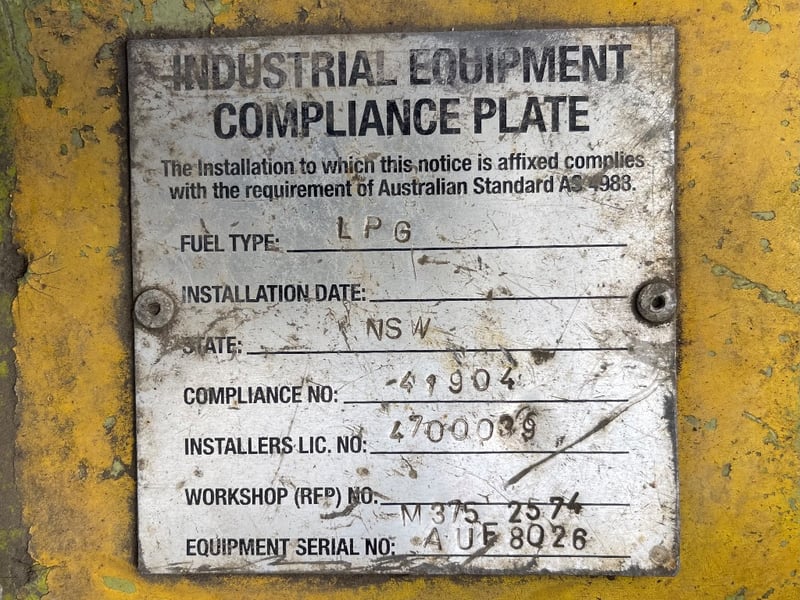 INDUSTRIAL EQUIPMENT
COMPLIANCE PLATE
The Installation to which this notice is affixed complies
with the requirement of Australian Standard AS 4983.
FUEL TYPE: LPG
INSTALLATION DATE:
STATE: NSW
COMPLIANCE NO: 41904
INSTALLERS LIC. NO: 4700039
WORKSHOP (RFP) NO.
M375 2574
EQUIPMENT SERIAL NO: AUF8026